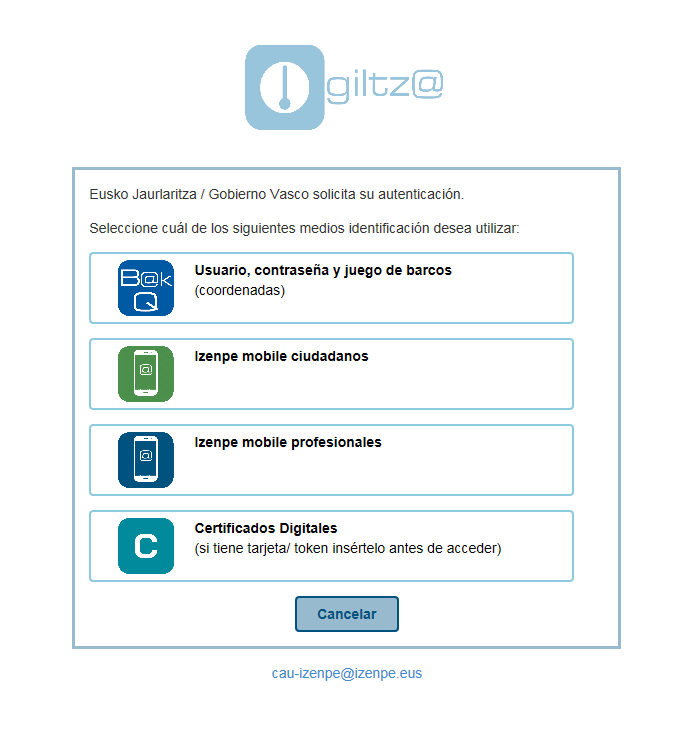 giltz@
Eusko Jaurlaritza / Gobierno Vasco solicita su autenticación.
Seleccione cuál de los siguientes medios identificación desea utilizar:
B@k
Q
Usuario, contraseña y juego de barcos
(coordenadas)
@
Izenpe mobile ciudadanos
@
Izenpe mobile profesionales
C
Certificados Digitales
(si tiene tarjeta/ token insértelo antes de acceder)
Cancelar
cau-izenpe@izenpe.eus